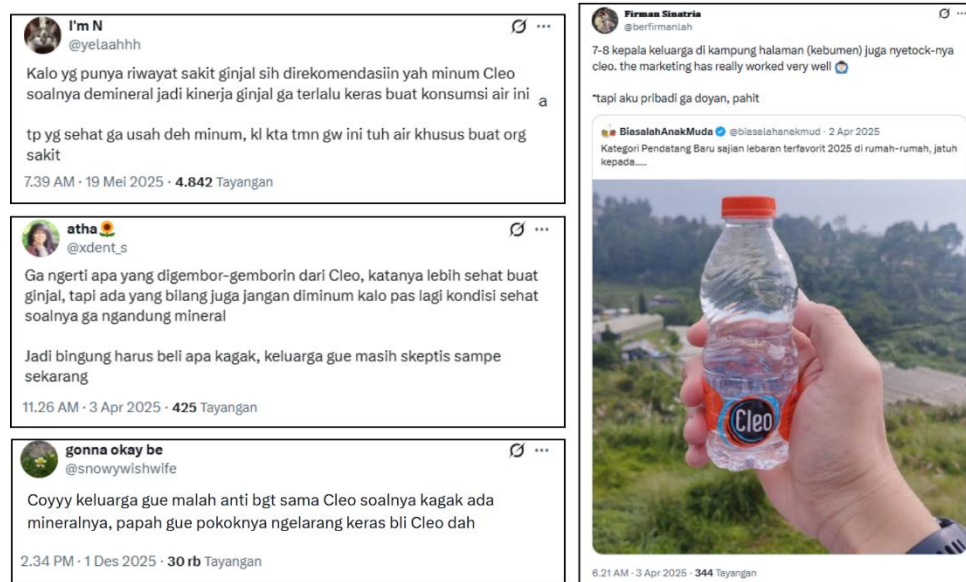 I'm N
@yelaahhh
Kalo yg punya riwayat sakit ginjal sih direkomendasiin yah minum Cleo
soalnya demineral jadi kinerja ginjal ga terlalu keras buat konsumsi air ini a
tp yg sehat ga usah deh minum, kl kta tmn gw ini tuh air khusus buat org
sakit
7.39 AM · 19 Mei 2025 · 4.842 Tayangan
atha
@xdent_s
Ga ngerti apa yang digembor-gemborin dari Cleo, katanya lebih sehat buat
ginjal, tapi ada yang bilang juga jangan diminum kalo pas lagi kondisi sehat
soalnya ga ngandung mineral
Jadi bingung harus beli apa kagak, keluarga gue masih skeptis sampe
sekarang
11.26 AM · 3 Apr 2025 · 425 Tayangan
gonna okay be
@snowywishwife
Coyyy keluarga gue malah anti bgt sama Cleo soalnya kagak ada
mineralnya, papah gue pokoknya ngelarang keras bli Cleo dah
2.34 PM · 1 Des 2025 · 30 rb Tayangan
Firman Sinatria
@berfirmanlah
7-8 kepala keluarga di kampung halaman (kebumen) juga nyetock-nya
cleo. the marketing has really worked very well
*tapi aku pribadi ga doyan, pahit
BiasalahAnakMuda @biasalahanakmud · 2 Apr 2025
Kategori Pendatang Baru sajian lebaran terfavorit 2025 di rumah-rumah, jatuh
kepada.....
Cleo
6.21 AM · 3 Apr 2025 · 344 Tayangan